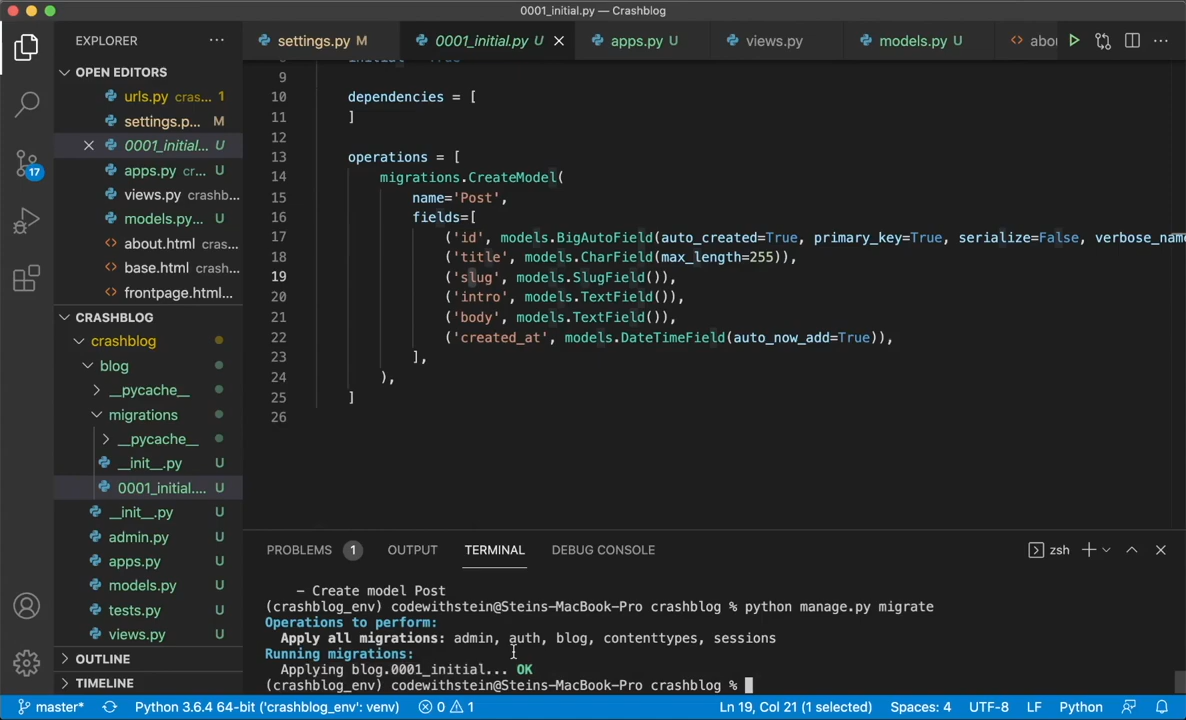 0001_initial.py — Crashblog
EXPLORER
settings.py M
0001_initial.py U
apps.py U
views.py
models.py U
abou
OPEN EDITORS
urls.py cras... 1
settings.p... M
0001_initial... U
apps.py cr... U
views.py crashb...
models.py... U
about.html cras...
base.html crash...
frontpage.html...
CRASHBLOG
crashblog
blog
__pycache__
migrations
__pycache__
__init__.py U
0001_initial.... U
__init__.py U
admin.py U
apps.py U
models.py U
tests.py U
views.py U
OUTLINE
TIMELINE
17
9
10 dependencies = [
11 ]
12
13 operations = [
14 migrations.CreateModel(
15 name='Post',
16 fields=[
17 ('id', models.BigAutoField(auto_created=True, primary_key=True, serialize=False, verbose_name
18 ('title', models.CharField(max_length=255)),
19 ('slug', models.SlugField()),
20 ('intro', models.TextField()),
21 ('body', models.TextField()),
22 ('created_at', models.DateTimeField(auto_now_add=True)),
23 ],
24 ),
25 ]
26
PROBLEMS 1 OUTPUT TERMINAL DEBUG CONSOLE zsh
- Create model Post
(crashblog_env) codewithstein@Steins-MacBook-Pro crashblog % python manage.py migrate
Operations to perform:
Apply all migrations: admin, auth, blog, contenttypes, sessions
Running migrations:
Applying blog.0001_initial... OK
(crashblog_env) codewithstein@Steins-MacBook-Pro crashblog %
master* Python 3.6.4 64-bit ('crashblog_env': venv) 0 1 Ln 19, Col 21 (1 selected) Spaces: 4 UTF-8 LF Python